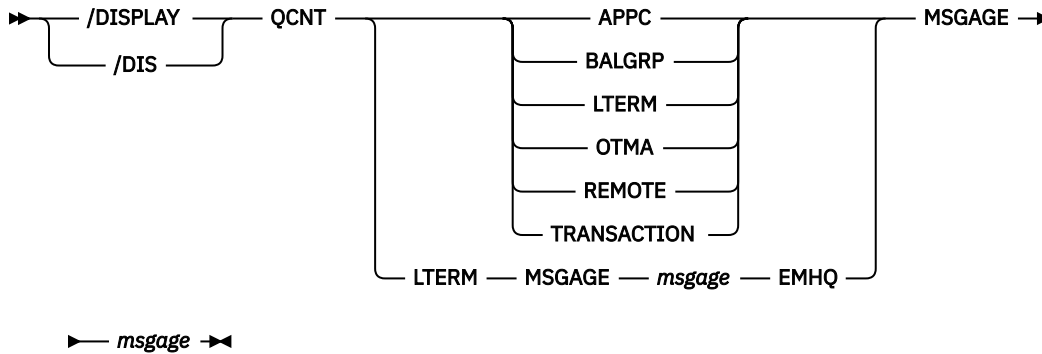 /DISPLAY QCNT APPC MSGAGE
/DIS BALGRP
LTERM
OTMA
REMOTE
TRANSACTION
LTERM MSGAGE msgage EMHQ
msgage